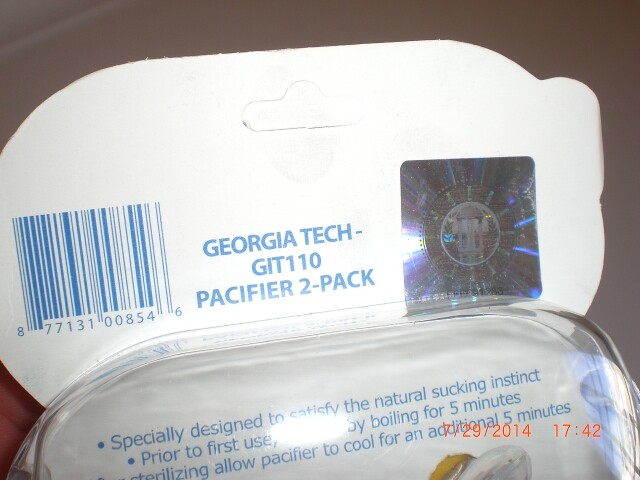 GEORGIA TECH -
GIT110
PACIFIER 2-PACK
8 77131 00854 6
• Specially designed to satisfy the natural sucking instinct
• Prior to first use, by boiling for 5 minutes
sterilizing allow pacifier to cool for an additional 5 minutes
7/29/2014 17:42